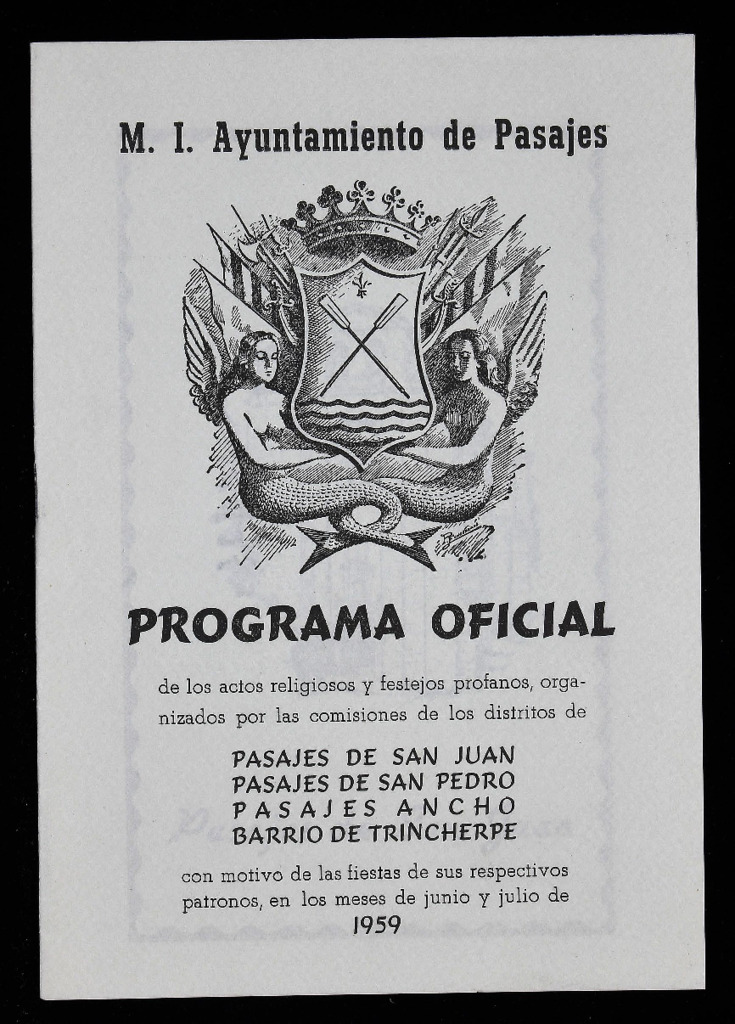 M. I. Ayuntamiento de Pasajes
PROGRAMA OFICIAL
de los actos religiosos y festejos profanos, orga-
nizados por las comisiones de los distritos de
PASAJES DE SAN JUAN
PASAJES DE SAN PEDRO
PASAJES ANCHO
BARRIO DE TRINCHERPE
con motivo de las fiestas de sus respectivos
patronos, en los meses de junio y julio de
1959